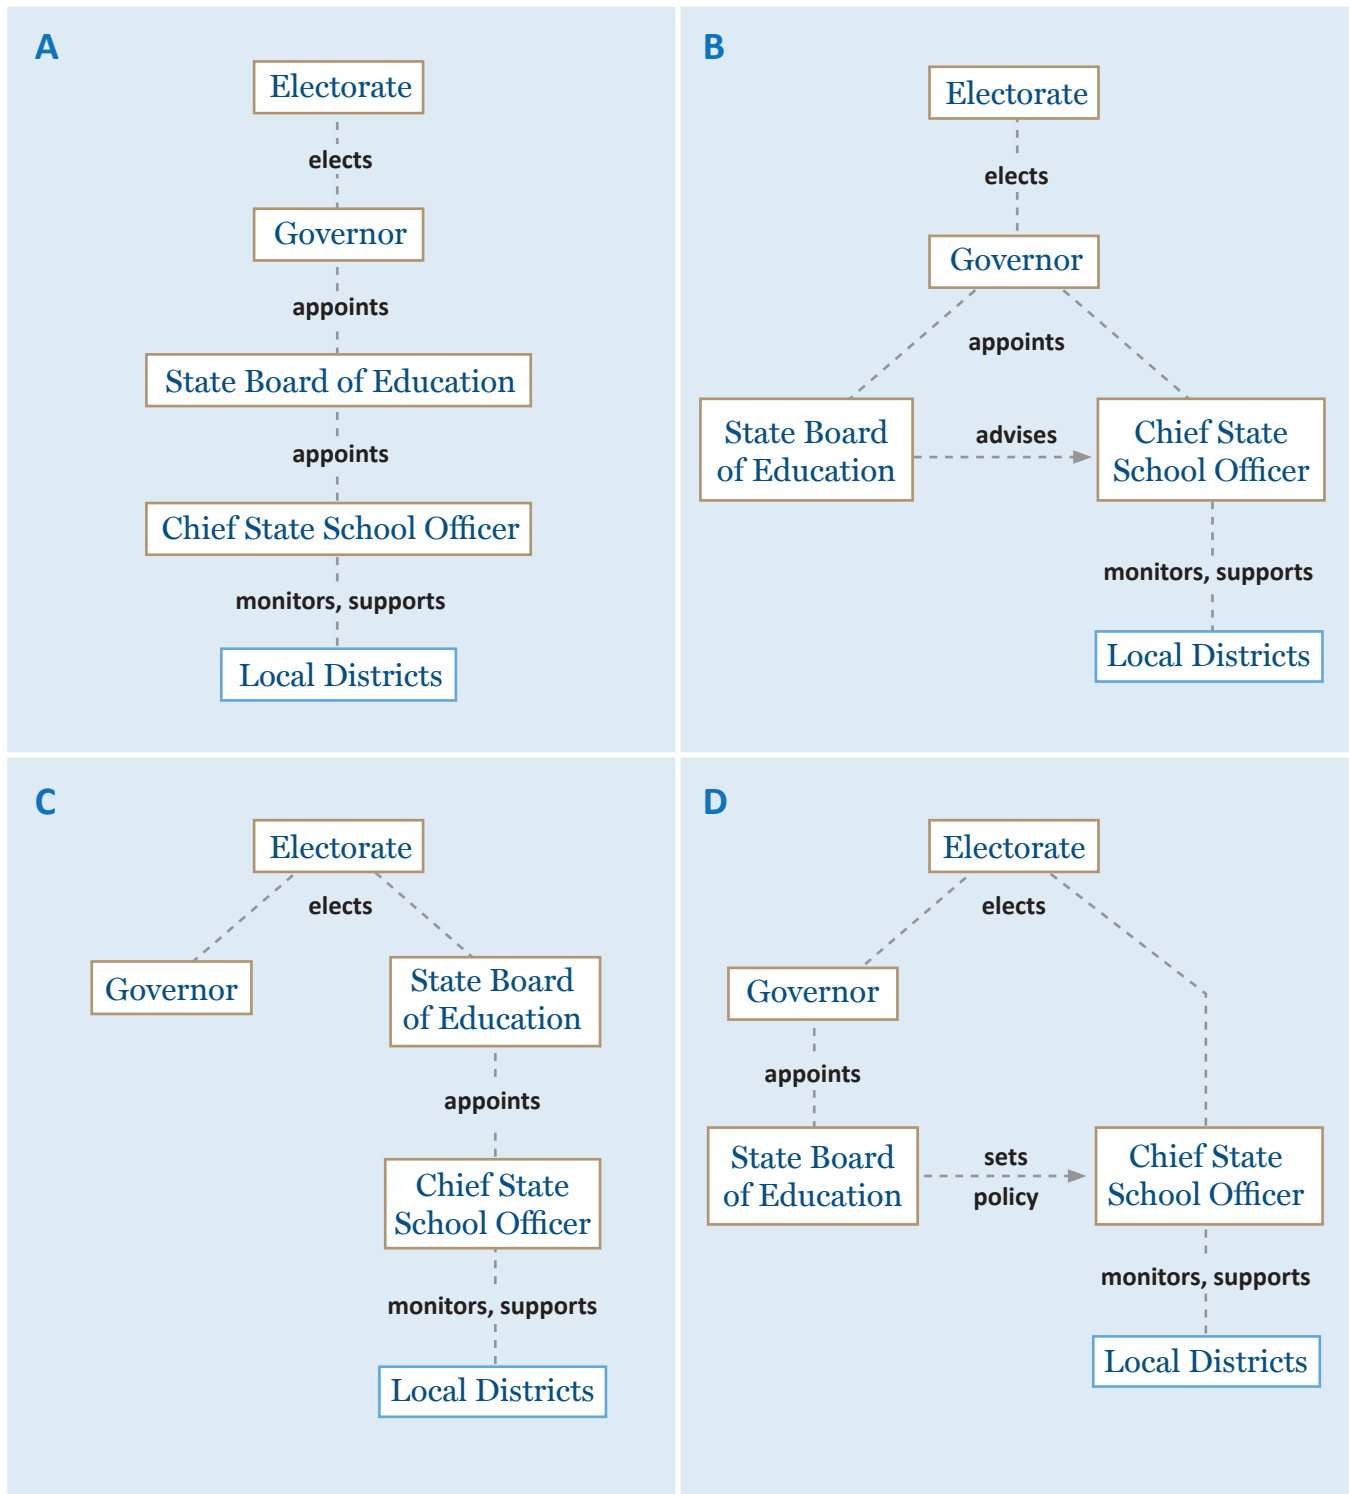 A
Electorate
elects
Governor
appoints
State Board of Education
appoints
Chief State School Officer
monitors, supports
Local Districts
B
Electorate
elects
Governor
appoints
State Board
of Education
advises
Chief State
School Officer
monitors, supports
Local Districts
C
Electorate
elects
Governor
State Board
of Education
appoints
Chief State
School Officer
monitors, supports
Local Districts
D
Electorate
elects
Governor
appoints
State Board
of Education
sets
policy
Chief State
School Officer
monitors, supports
Local Districts